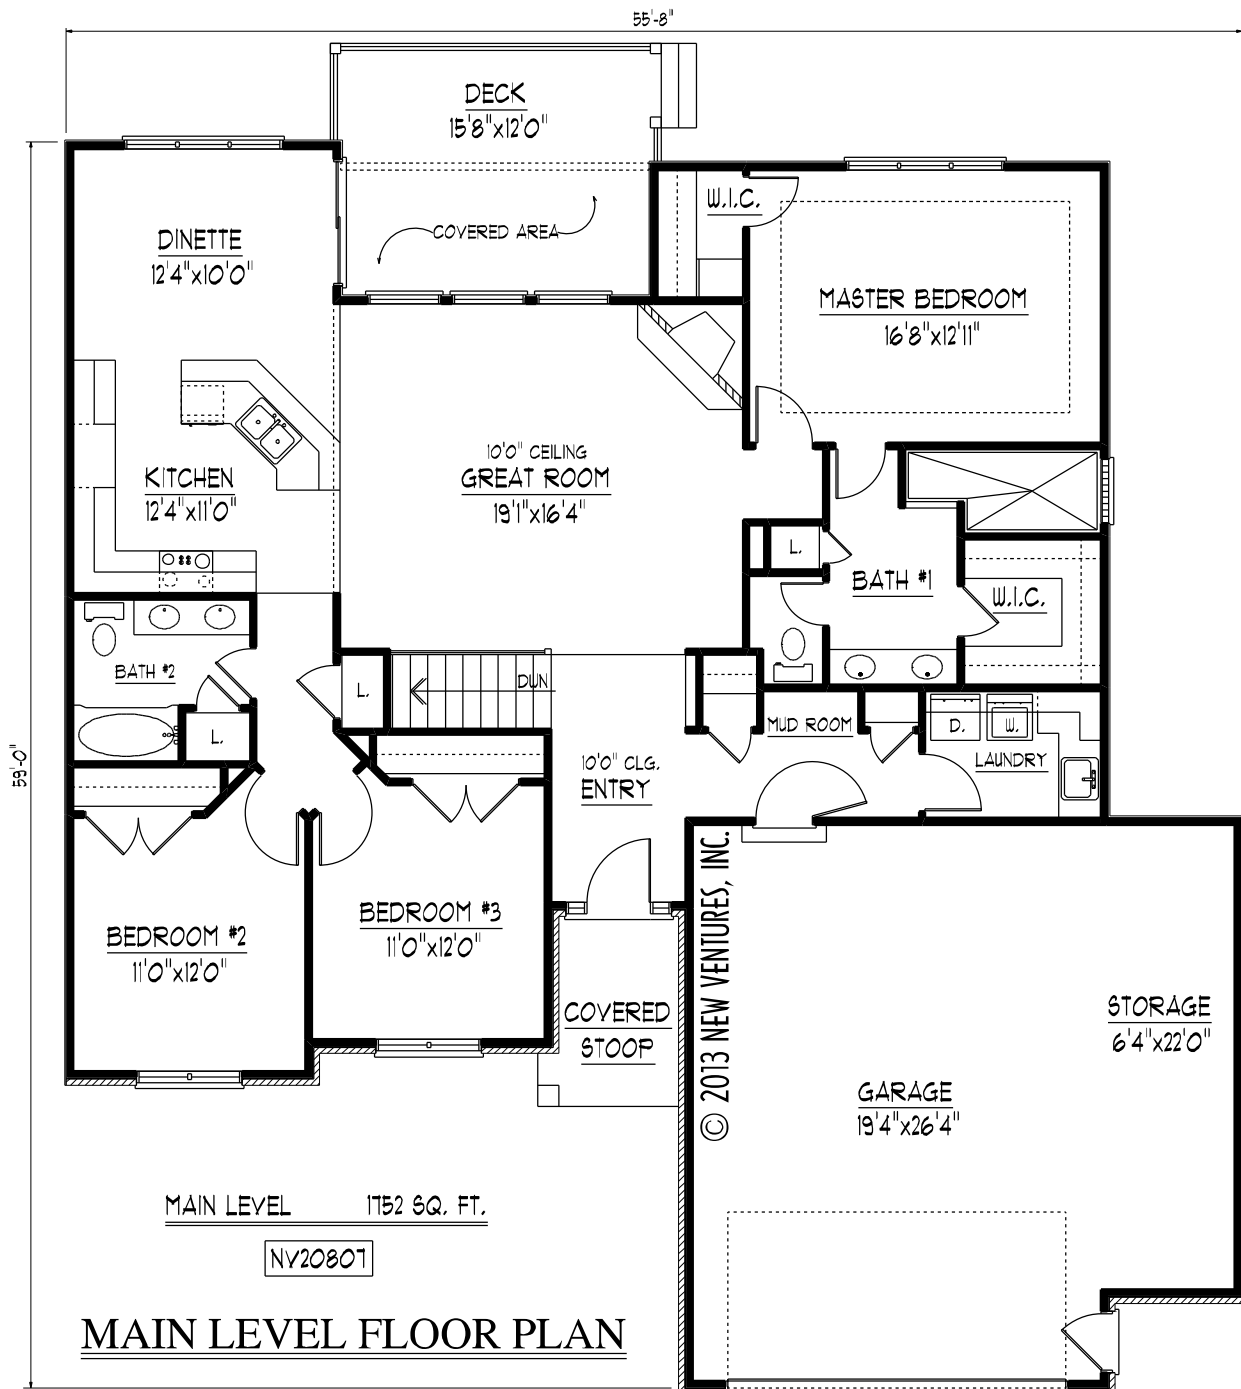 55'-8"
DECK
15'8"x12'0"
W.I.C.
COVERED AREA
DINETTE
12'4"x10'0"
MASTER BEDROOM
16'8"x12'11"
10'0" CEILING
GREAT ROOM
19'1"x16'4"
KITCHEN
12'4"x11'0"
L.
BATH #1
W.I.C.
BATH #2
L.
DWN
L.
MUD ROOM
D.
W.
LAUNDRY
10'0" CLG.
ENTRY
59'-0"
BEDROOM #3
11'0"x12'0"
BEDROOM #2
11'0"x12'0"
COVERED
STOOP
© 2013 NEW VENTURES, INC.
STORAGE
6'4"x22'0"
GARAGE
19'4"x26'4"
MAIN LEVEL 1752 SQ. FT.
NV20807
MAIN LEVEL FLOOR PLAN